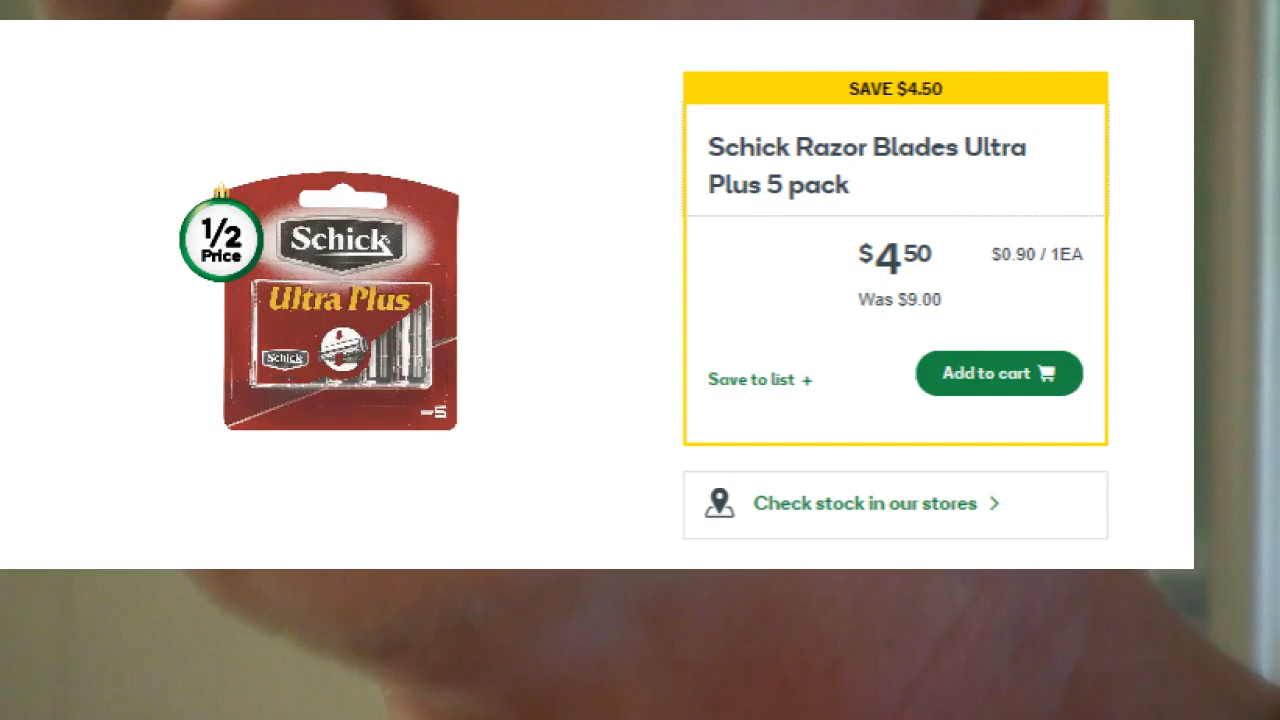 SAVE $4.50
Schick Razor Blades Ultra
Plus 5 pack
$4.50
$0.90 / 1EA
Was $9.00
Save to list +
Add to cart
Check stock in our stores >
1/2
Price
Schick
Ultra Plus
Schick
-5